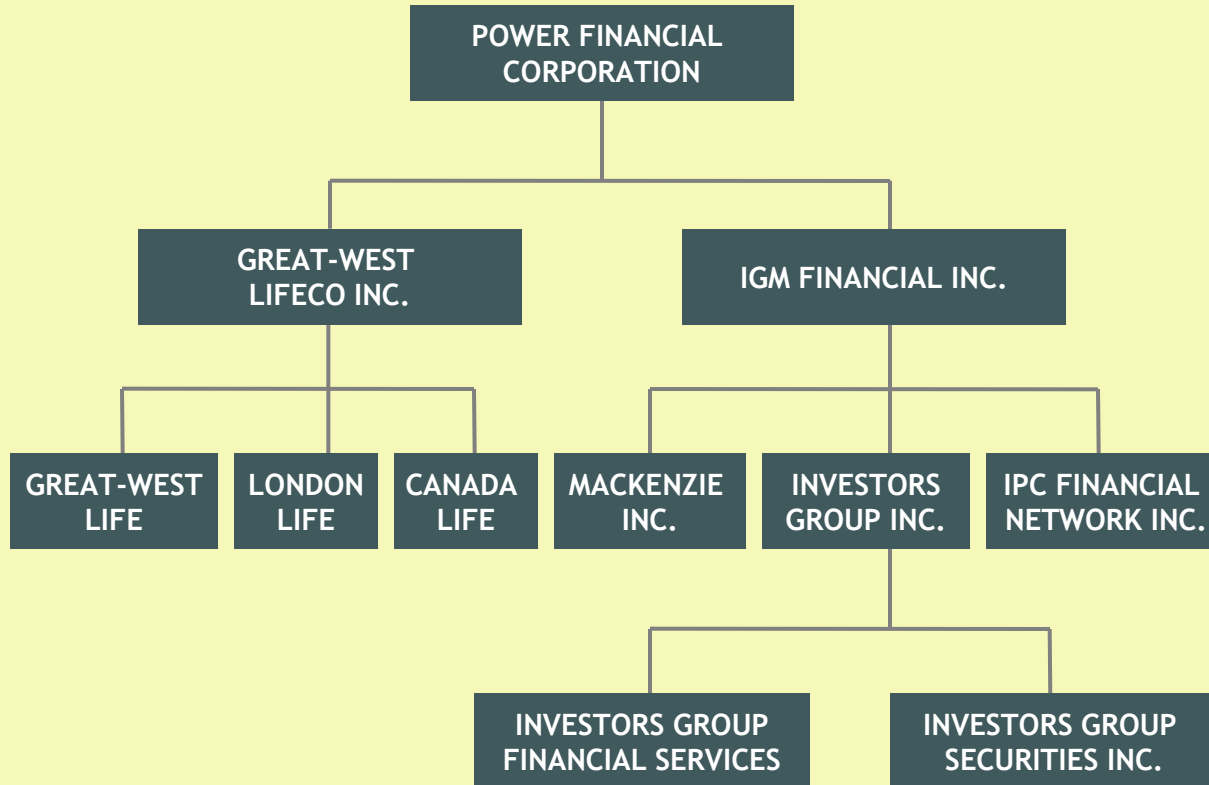 POWER FINANCIAL
CORPORATION
GREAT-WEST
LIFECO INC.
IGM FINANCIAL INC.
GREAT-WEST
LIFE
LONDON
LIFE
CANADA
LIFE
MACKENZIE
INC.
INVESTORS
GROUP INC.
IPC FINANCIAL
NETWORK INC.
INVESTORS GROUP
FINANCIAL SERVICES
INVESTORS GROUP
SECURITIES INC.